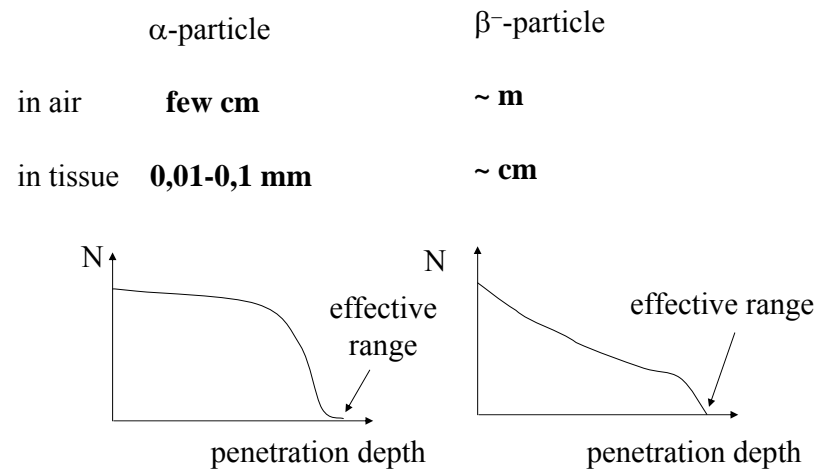 α-particle β⁻-particle
in air few cm ~ m
in tissue 0,01-0,1 mm ~ cm
N
effective
range
penetration depth
N
effective range
penetration depth